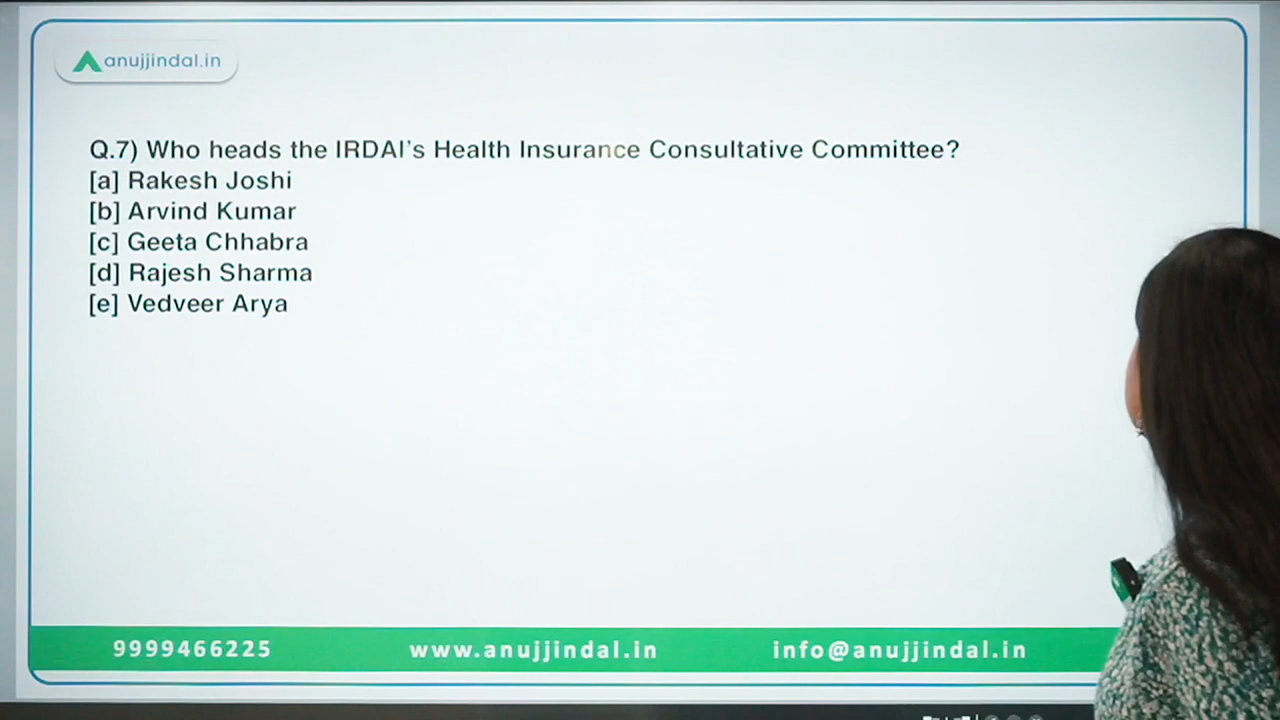 anujjindal.in
Q.7) Who heads the IRDAI's Health Insurance Consultative Committee?
[a] Rakesh Joshi
[b] Arvind Kumar
[c] Geeta Chhabra
[d] Rajesh Sharma
[e] Vedveer Arya
9999466225 www.anujjindal.in info@anujjindal.in